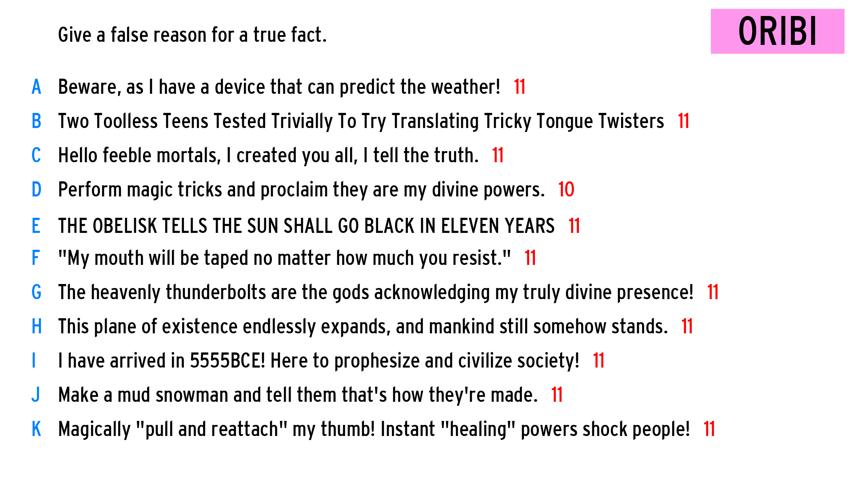 Give a false reason for a true fact.
ORIBI
A Beware, as I have a device that can predict the weather! 11
B Two Toolless Teens Tested Trivially To Try Translating Tricky Tongue Twisters 11
C Hello feeble mortals, I created you all, I tell the truth. 11
D Perform magic tricks and proclaim they are my divine powers. 10
E THE OBELISK TELLS THE SUN SHALL GO BLACK IN ELEVEN YEARS 11
F "My mouth will be taped no matter how much you resist." 11
G The heavenly thunderbolts are the gods acknowledging my truly divine presence! 11
H This plane of existence endlessly expands, and mankind still somehow stands. 11
I I have arrived in 5555BCE! Here to prophesize and civilize society! 11
J Make a mud snowman and tell them that's how they're made. 11
K Magically "pull and reattach" my thumb! Instant "healing" powers shock people! 11